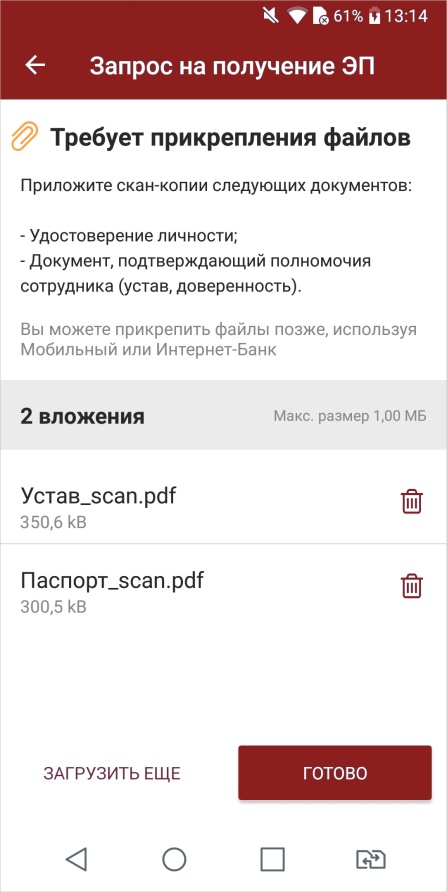 61% 13:14
Запрос на получение ЭП
Требует прикрепления файлов
Приложите скан-копии следующих документов:
- Удостоверение личности;
- Документ, подтверждающий полномочия
сотрудника (устав, доверенность).
Вы можете прикрепить файлы позже, используя
Мобильный или Интернет-Банк
2 вложения Макс. размер 1,00 МБ
Устав_scan.pdf
350,6 kB
Паспорт_scan.pdf
300,5 kB
ЗАГРУЗИТЬ ЕЩЕ ГОТОВО